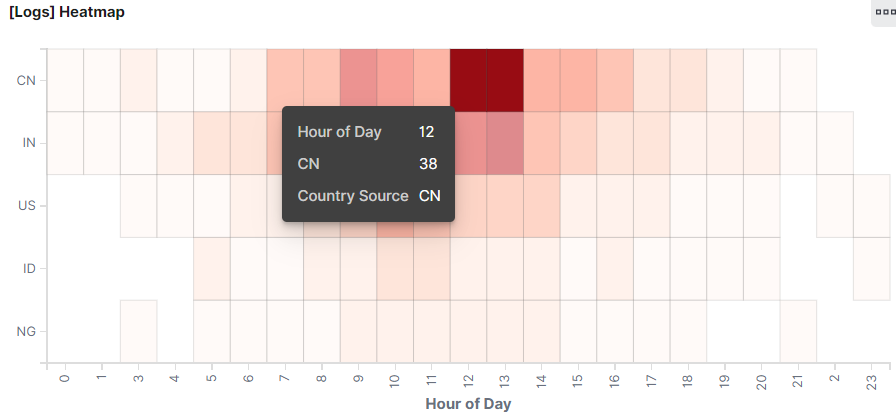 [Logs] Heatmap
CN
IN
US
ID
NG
Hour of Day 12
CN 38
Country Source CN
0 1 3 4 5 6 7 8 9 10 11 12 13 14 15 16 17 18 19 20 21 2 23
Hour of Day